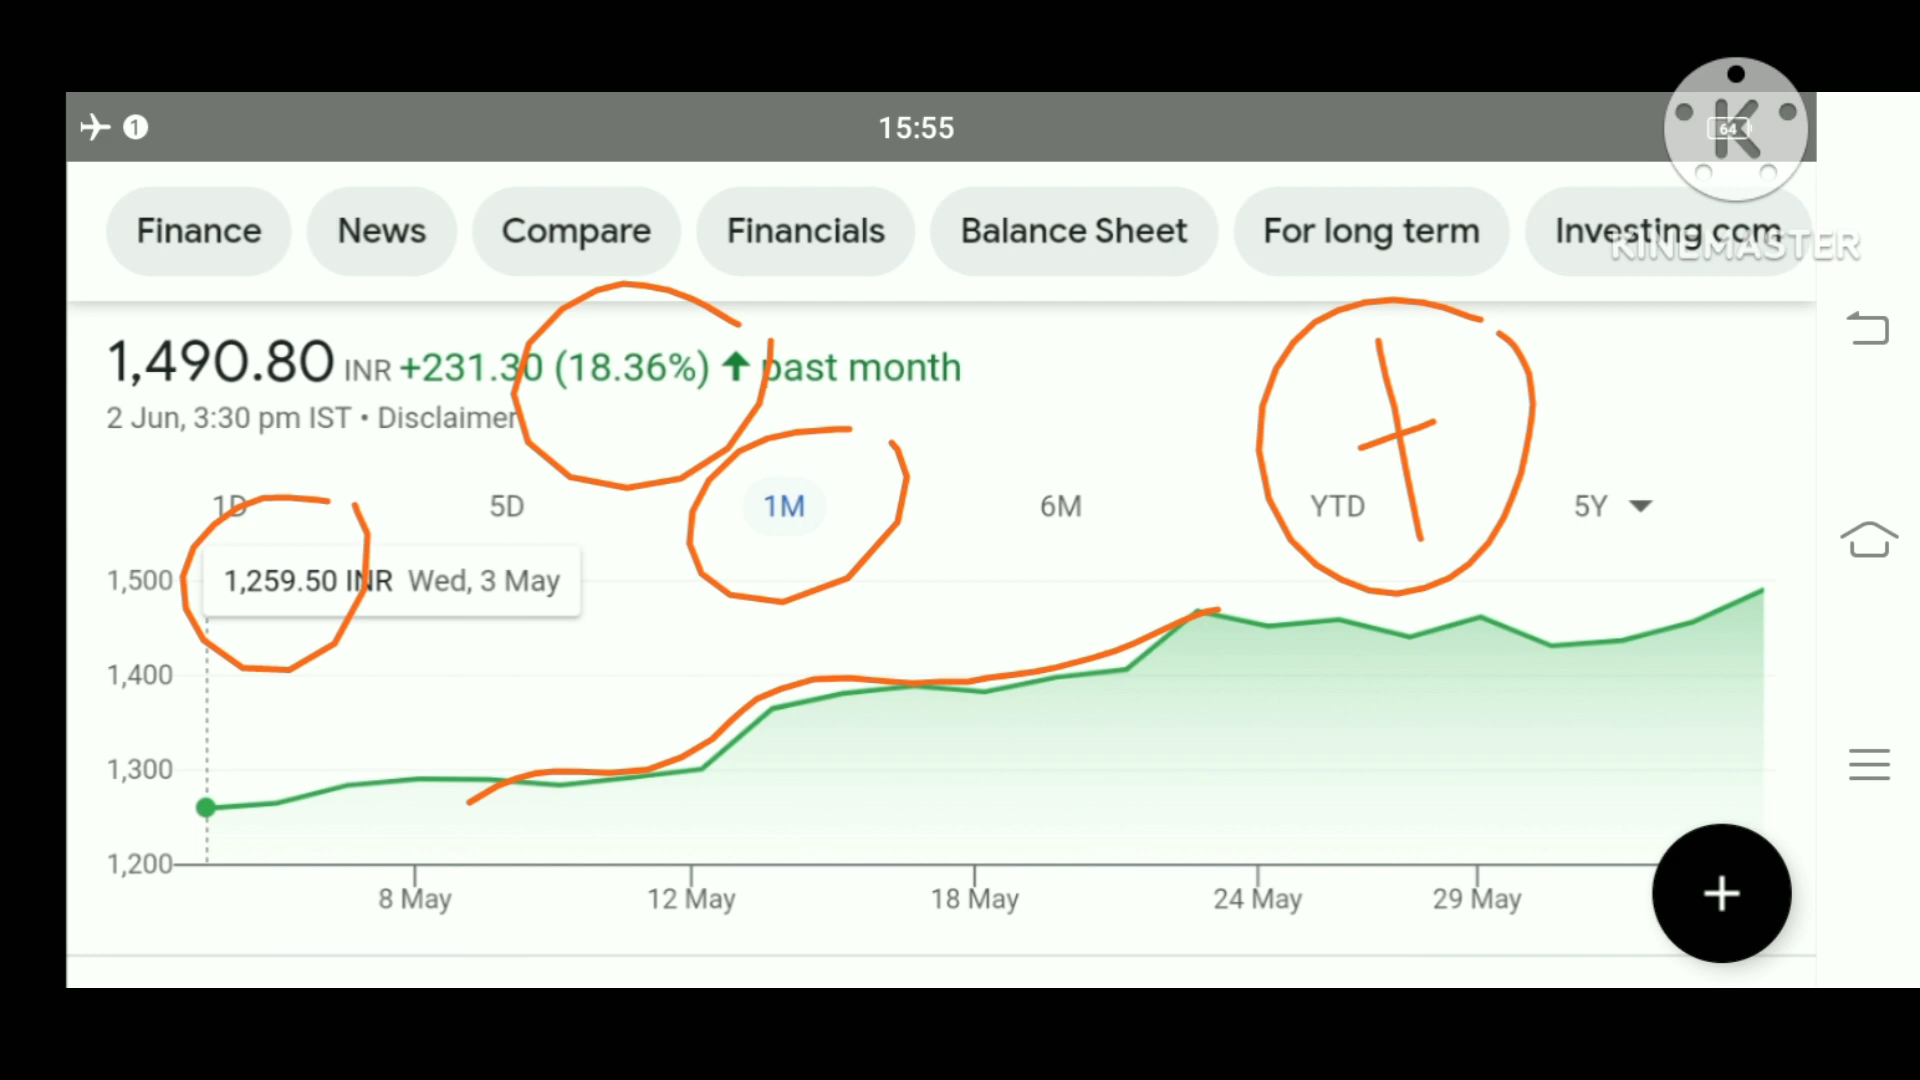 1
15:55
64
K
Finance
News
Compare
Financials
Balance Sheet
For long term
Investing com
KINEMASTER
1,490.80 INR +231.30 (18.36%) ↑ past month
2 Jun, 3:30 pm IST • Disclaimer
1D
5D
1M
6M
YTD
5Y
1,259.50 INR Wed, 3 May
1,500
1,400
1,300
1,200
8 May
12 May
18 May
24 May
29 May
+